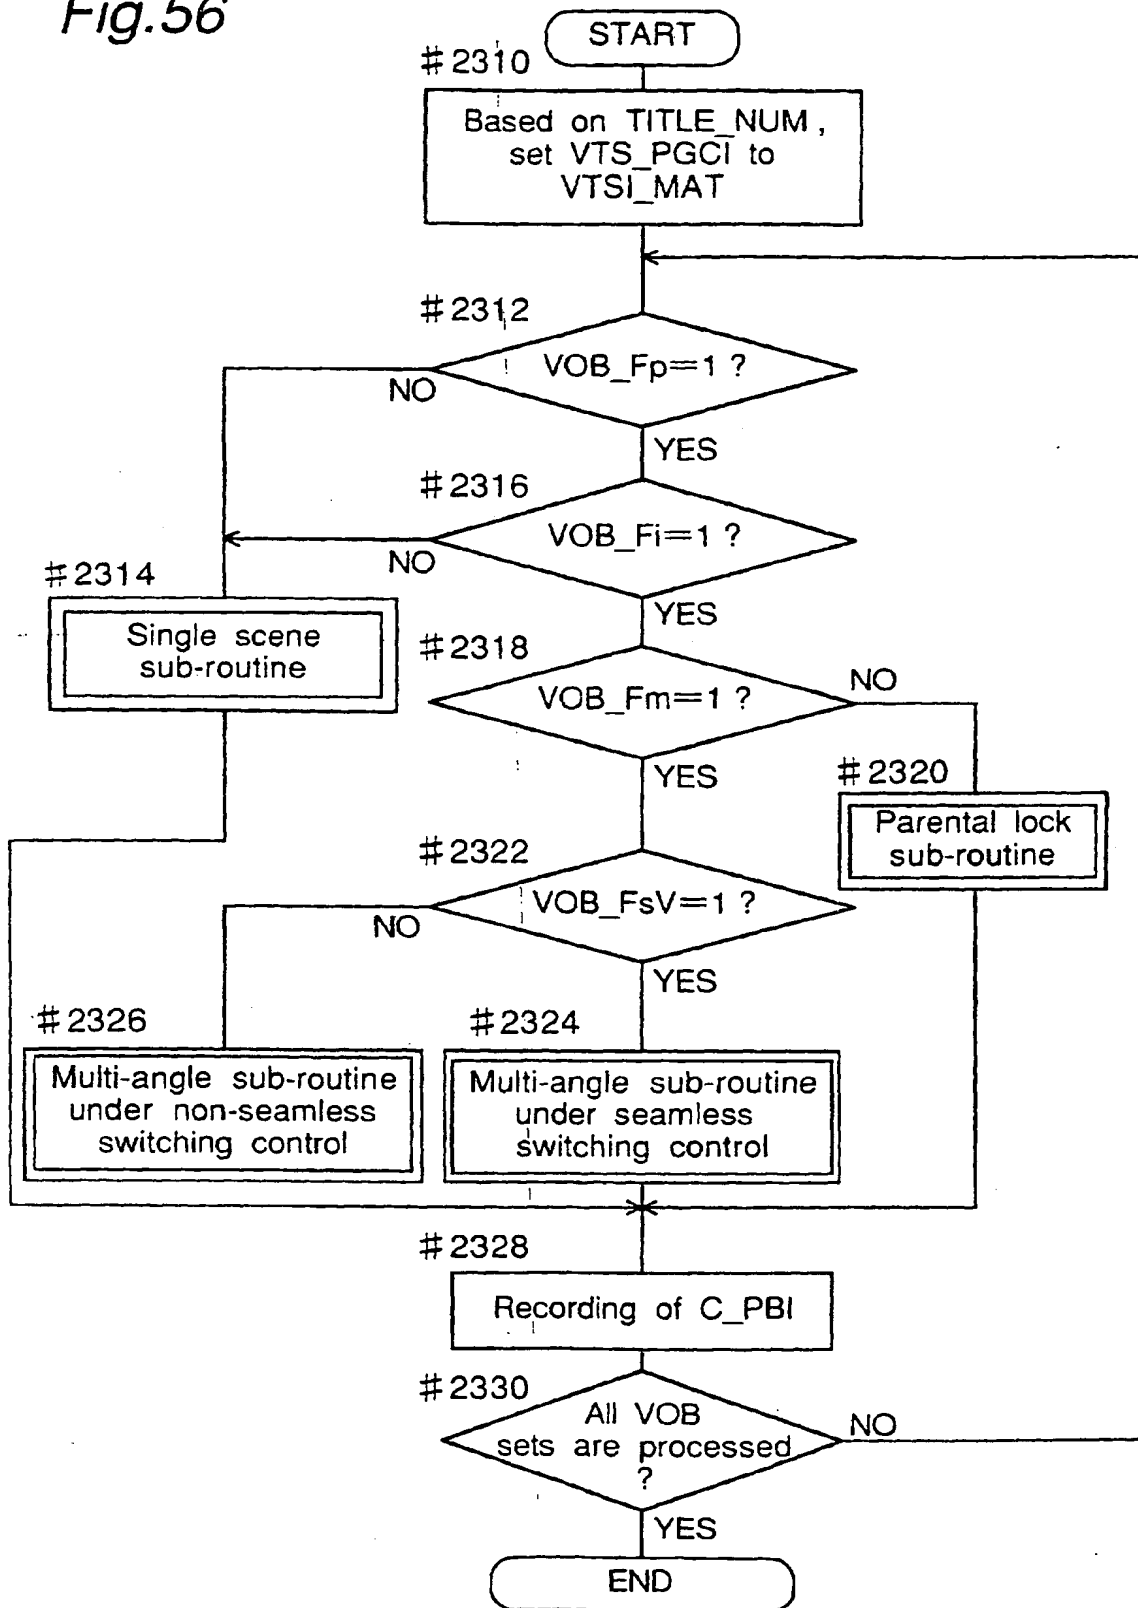 Fig.56
START
#2310
Based on TITLE_NUM,
set VTS_PGCI to
VTSI_MAT
#2312
VOB_Fp=1 ?
NO
YES
#2316
VOB_Fi=1 ?
NO
YES
#2314
Single scene
sub-routine
#2318
VOB_Fm=1 ?
NO
YES
#2320
Parental lock
sub-routine
#2322
VOB_FsV=1 ?
NO
YES
#2326
Multi-angle sub-routine
under non-seamless
switching control
#2324
Multi-angle sub-routine
under seamless
switching control
#2328
Recording of C_PBI
#2330
All VOB
sets are processed
?
NO
YES
END